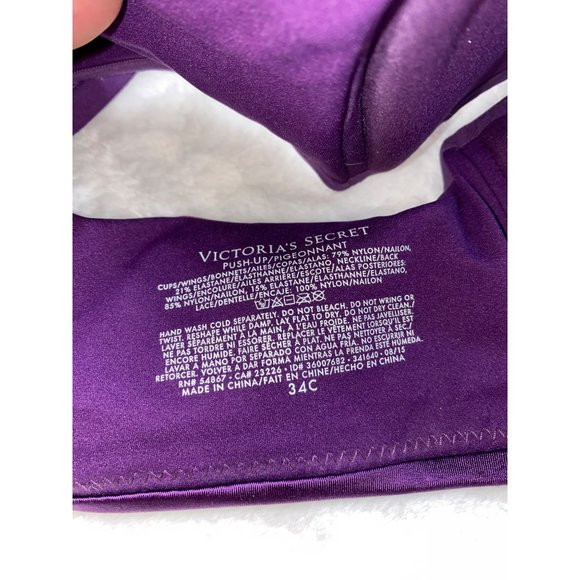 VICTORIA'S SECRET
PUSH-UP/PIGEONNANT
CUPS/WINGS/BONNETS/AILES/COPAS/ALAS: 79% NYLON/NAILON,
21% ELASTANE/ÉLASTHANNE/ELASTANO, NECKLINE/BACK
WINGS/ENCOLURE/AILES ARRIÈRE/ESCOTE/ALAS POSTERIORES:
85% NYLON/NAILON, 15% ELASTANE/ÉLASTHANNE/ELASTANO,
LACE/DENTELLE/ENCAJE: 100% NYLON/NAILON
HAND WASH COLD SEPARATELY. DO NOT BLEACH. DO NOT WRING OR
TWIST. RESHAPE WHILE DAMP. LAY FLAT TO DRY. DO NOT DRY CLEAN./
LAVER SÉPARÉMENT À LA MAIN, À L'EAU FROIDE. NE PAS JAVELLISER.
NE PAS TORDRE NI ESSORER. REPLACER LE VÊTEMENT LORSQU'IL EST
ENCORE HUMIDE. FAIRE SÉCHER À PLAT. NE PAS NETTOYER À SEC/
LAVAR A MANO POR SEPARADO CON AGUA FRIA. NO ESCURRIR NI
RETORCER. VOLVER A DAR FORMA MIENTRAS LA PRENDA ESTÉ HÚMEDA.
RN# 54867 • CA# 23226 • ID# 36007682 • 341640 • 08/15
MADE IN CHINA/FAIT EN CHINE/HECHO EN CHINA
34C